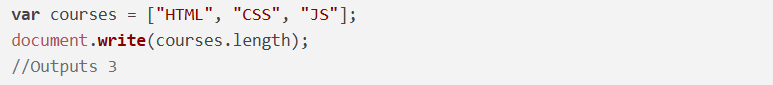 var courses = ["HTML", "CSS", "JS"];
document.write(courses.length);
//Outputs 3